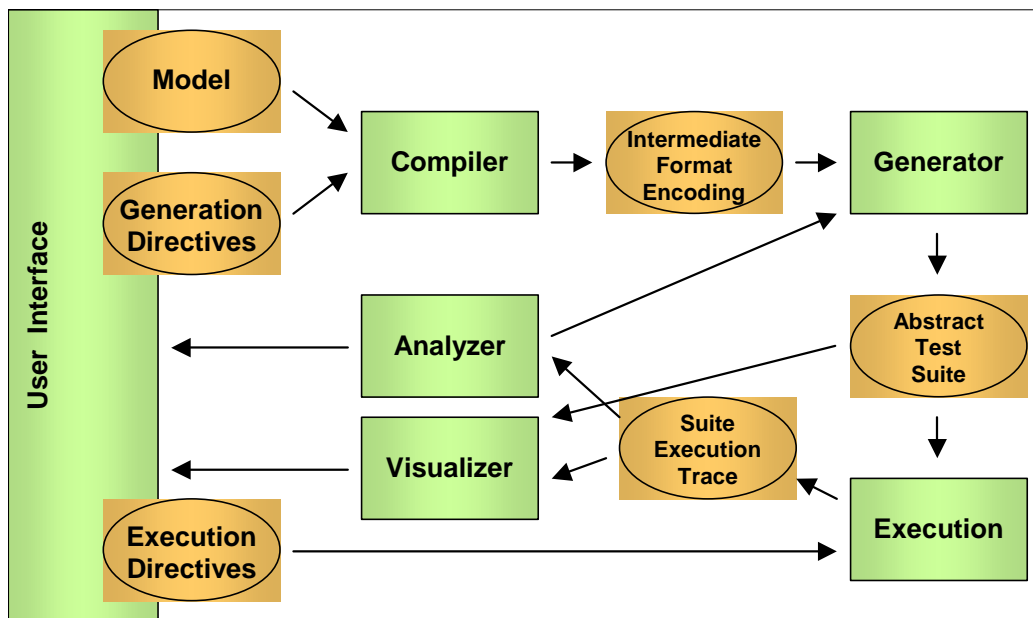 User Interface
Model
Generation
Directives
Compiler
Intermediate
Format
Encoding
Generator
Analyzer
Abstract
Test
Suite
Visualizer
Suite
Execution
Trace
Execution
Directives
Execution